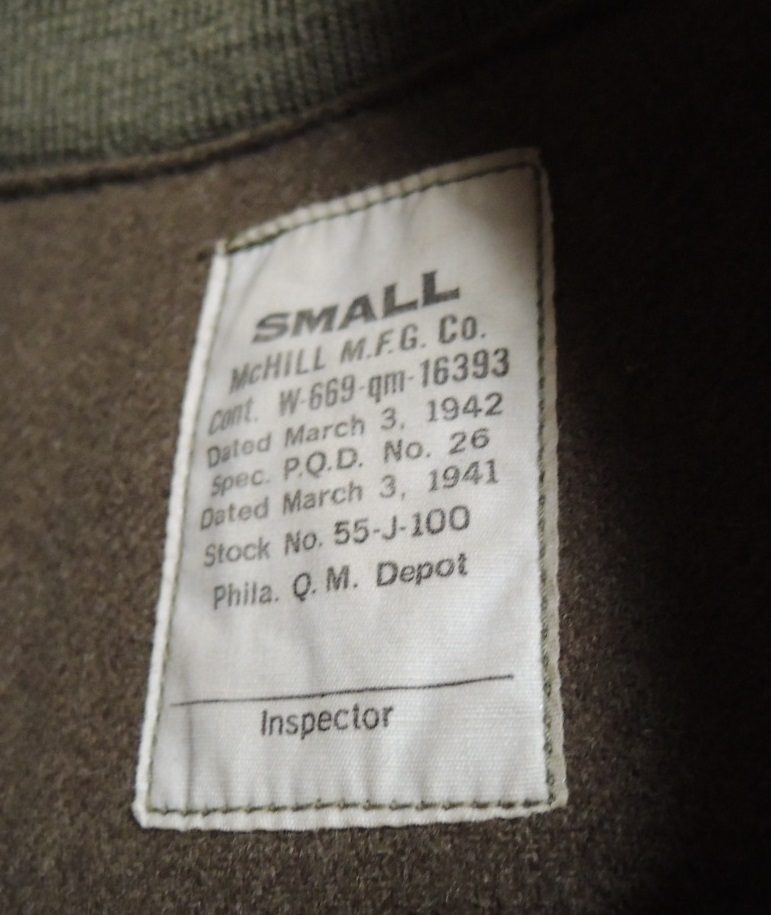 SMALL
McHILL M.F.G. Co.
Cont. W-669-qm-16393
Dated March 3, 1942
Spec. P.Q.D. No. 26
Dated March 3, 1941
Stock No. 55-J-100
Phila. Q.M. Depot
Inspector